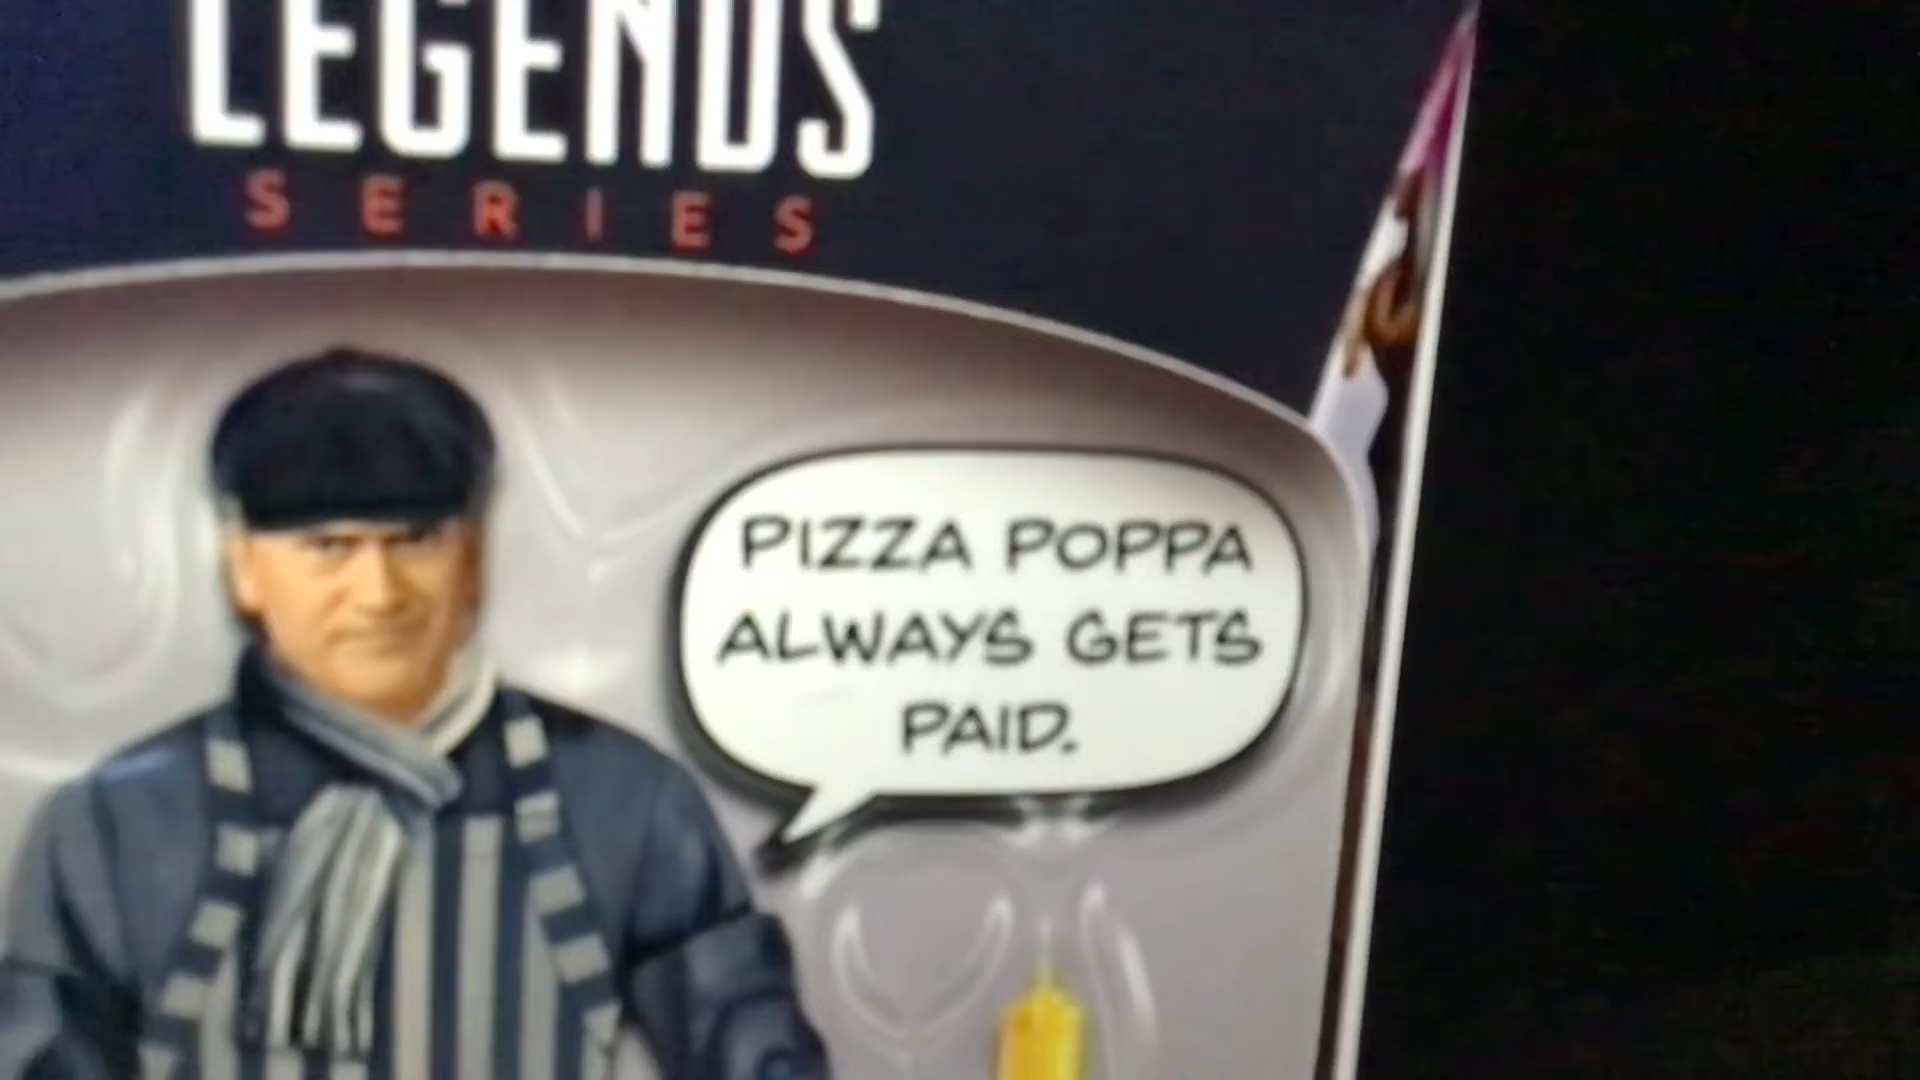 LEGENDS
SERIES
PIZZA POPPA
ALWAYS GETS
PAID.